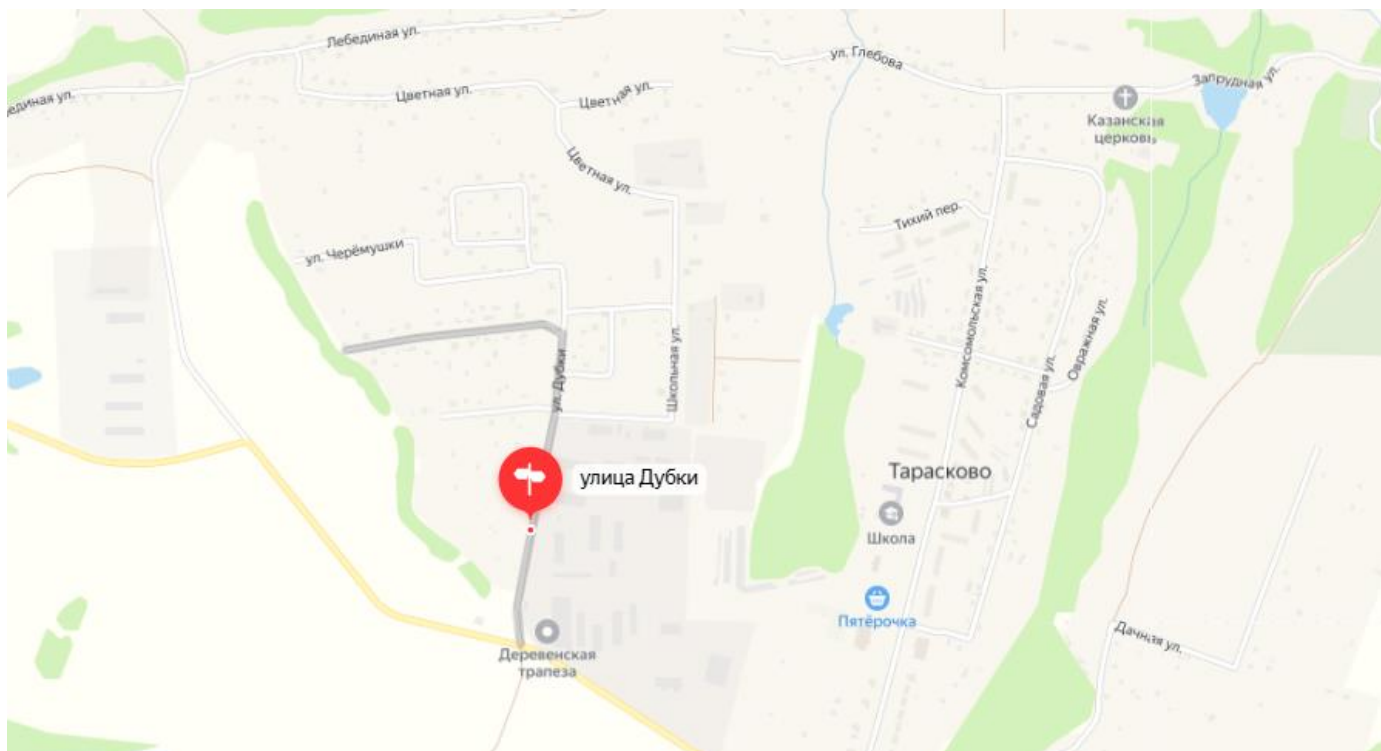 Лебединая ул.
ул. Глебова
Запрудная ул.
единая ул.
Цветная ул.
Цветная ул.
Казанская
церковь
Цветная ул.
Тихий пер.
ул. Черёмушки
Комсомольская ул.
Овражная ул.
ул. Дубки
Школьная ул.
Садовая ул.
Тарасково
улица Дубки
Школа
Пятёрочка
Дачная ул.
Деревенская
трапеза